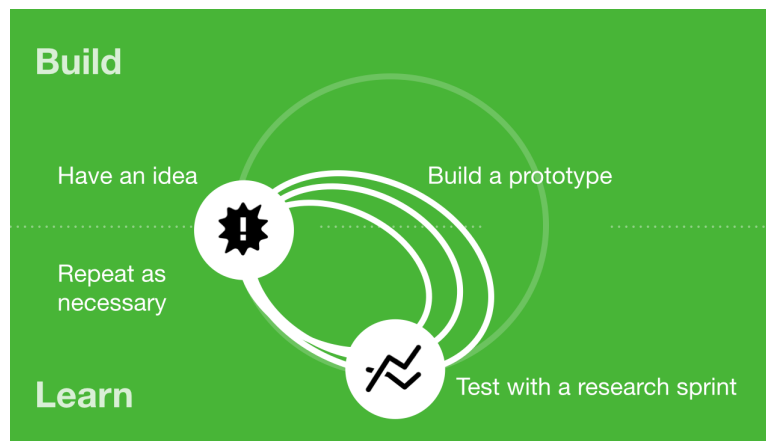 Build
Have an idea
Build a prototype
!
Repeat as
necessary
Learn
Test with a research sprint